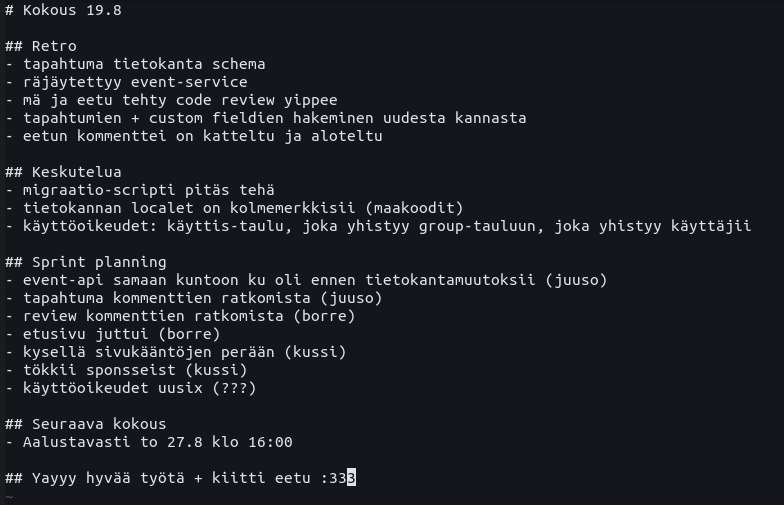 # Kokous 19.8
## Retro
- tapahtuma tietokanta schema
- räjäytettyy event-service
- mä ja eetu tehty code review yippee
- tapahtumien + custom fieldien hakeminen uudesta kannasta
- eetun kommenttei on katteltu ja aloteltu
## Keskutelua
- migraatio-scripti pitäs tehä
- tietokannan localet on kolmemerkkisii (maakoodit)
- käyttöoikeudet: käyttis-taulu, joka yhistyy group-tauluun, joka yhistyy käyttäjii
## Sprint planning
- event-api samaan kuntoon ku oli ennen tietokantamuutoksii (juuso)
- tapahtuma kommenttien ratkomista (juuso)
- review kommenttien ratkomista (borre)
- etusivu juttui (borre)
- kysellä sivukääntöjen perään (kussi)
- tökkii sponsseist (kussi)
- käyttöoikeudet uusix (???)
## Seuraava kokous
- Aalustavasti to 27.8 klo 16:00
## Yayyy hyvää työtä + kiitti eetu :333
~